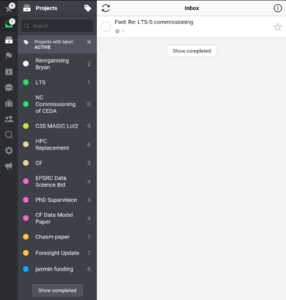 Projects
Search
Projects with label:
ACTIVE
Reorganising
Bryan
2
LTS
1
NC
Commissioning
of CEDA
0
C3S MAGIC Lot2
9
HPC
Replacement
6
CF
5
EPSRC Data
Science Bid
4
PhD Supervision
4
CF Data Model
Paper
4
Chasm paper
1
Foresight Update
7
jasmin funding
6
Show completed
Inbox
Fwd: Re: LTS-S commissioning
Show completed